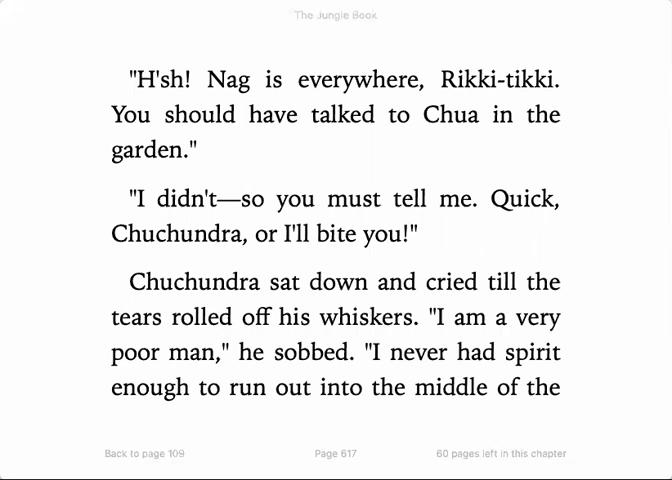 The Jungle Book
"H'sh! Nag is everywhere, Rikki-tikki.
You should have talked to Chua in the
garden."
"I didn't—so you must tell me. Quick,
Chuchundra, or I'll bite you!"
Chuchundra sat down and cried till the
tears rolled off his whiskers. "I am a very
poor man," he sobbed. "I never had spirit
enough to run out into the middle of the
Back to page 109 Page 617 60 pages left in this chapter